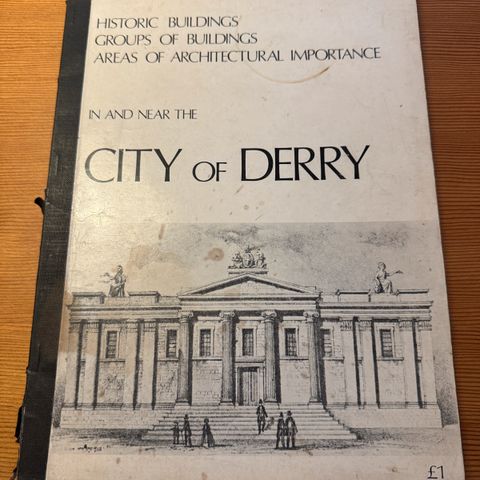 HISTORIC BUILDINGS
GROUPS OF BUILDINGS
AREAS OF ARCHITECTURAL IMPORTANCE
IN AND NEAR THE
CITY OF DERRY
£1